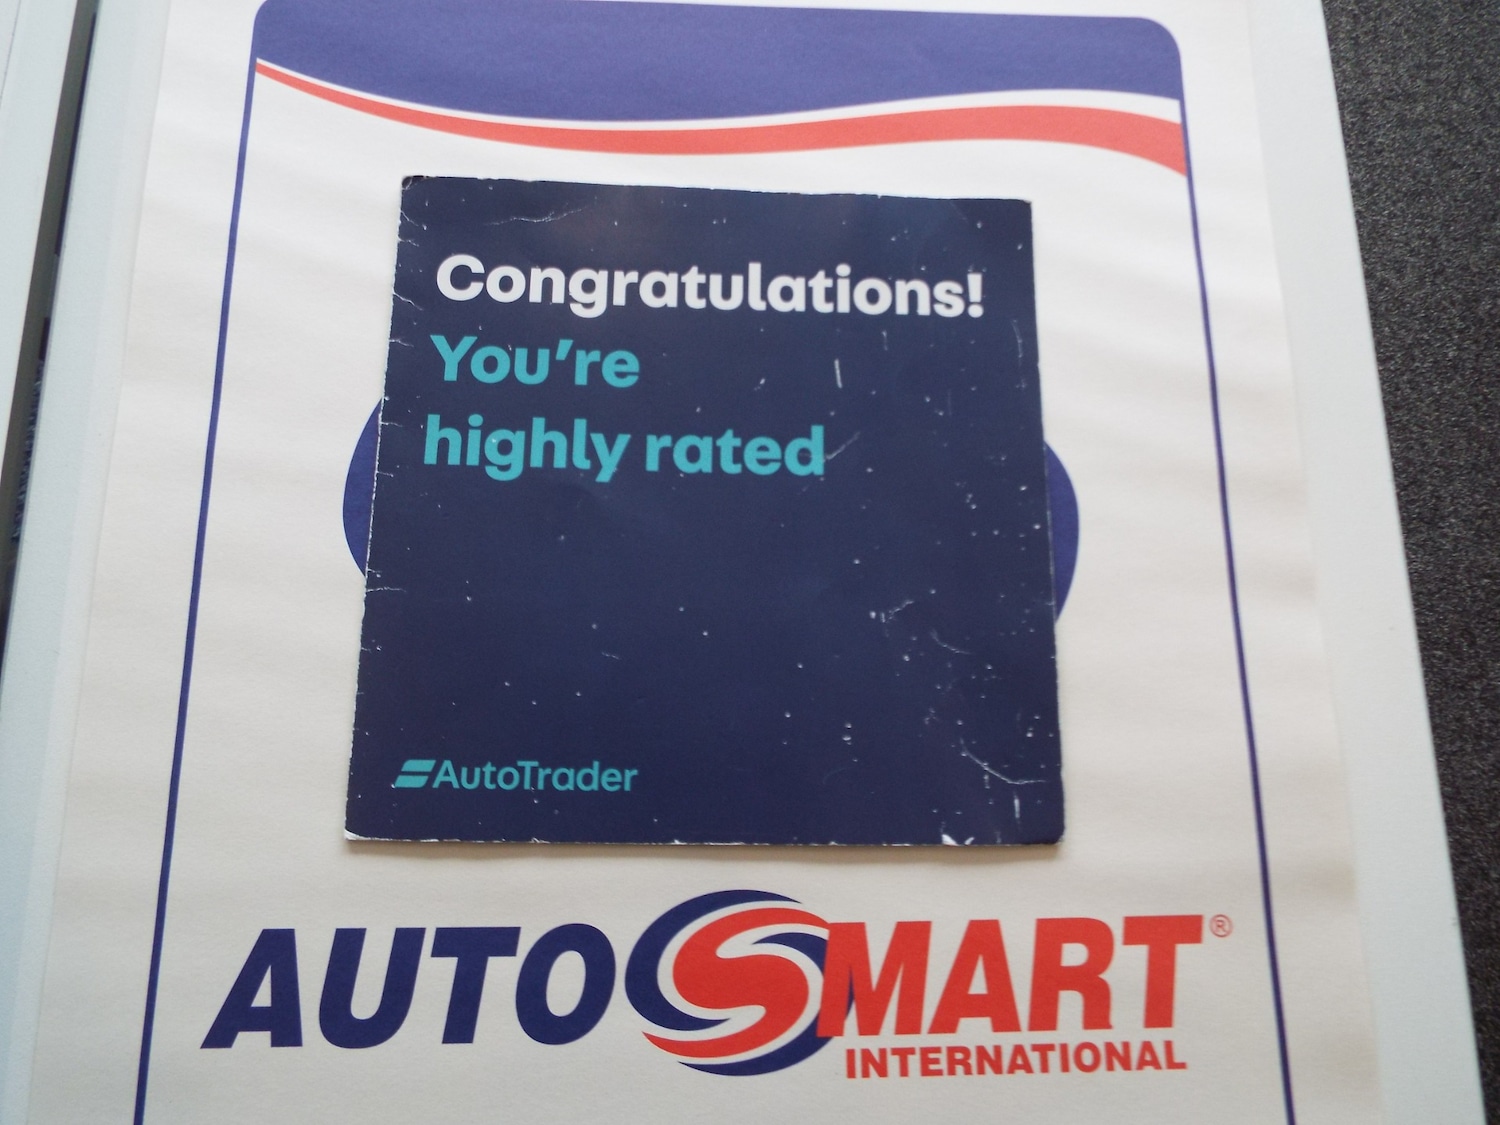 Congratulations!
You're
highly rated
AutoTrader
AUTOSMART®
INTERNATIONAL